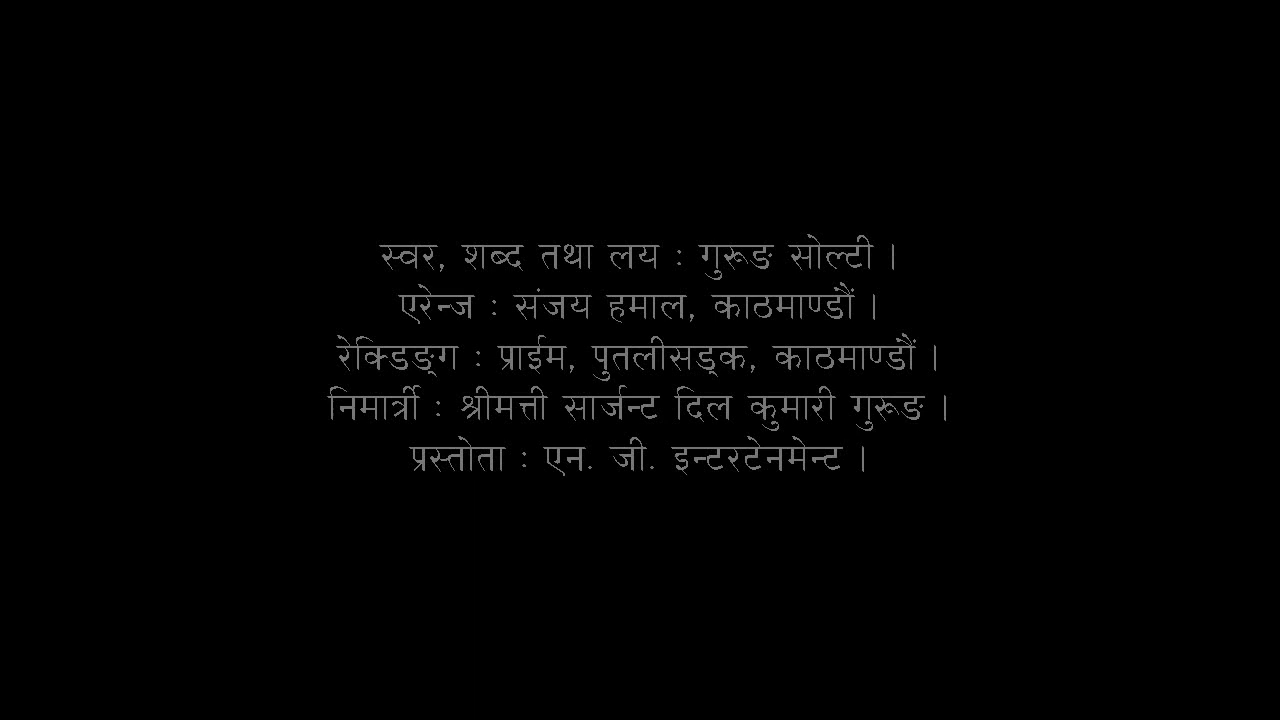 स्वर, शब्द तथा लय : गुरूङ सोल्टी ।
एरेन्ज : संजय हमाल, काठमाण्डौं ।
रेक्डिङ्ग : प्राईम, पुतलीसड्क, काठमाण्डौं ।
निमार्त्री : श्रीमत्ती सार्जन्ट दिल कुमारी गुरूङ ।
प्रस्तोता : एन. जी. इन्टरटेनमेन्ट ।